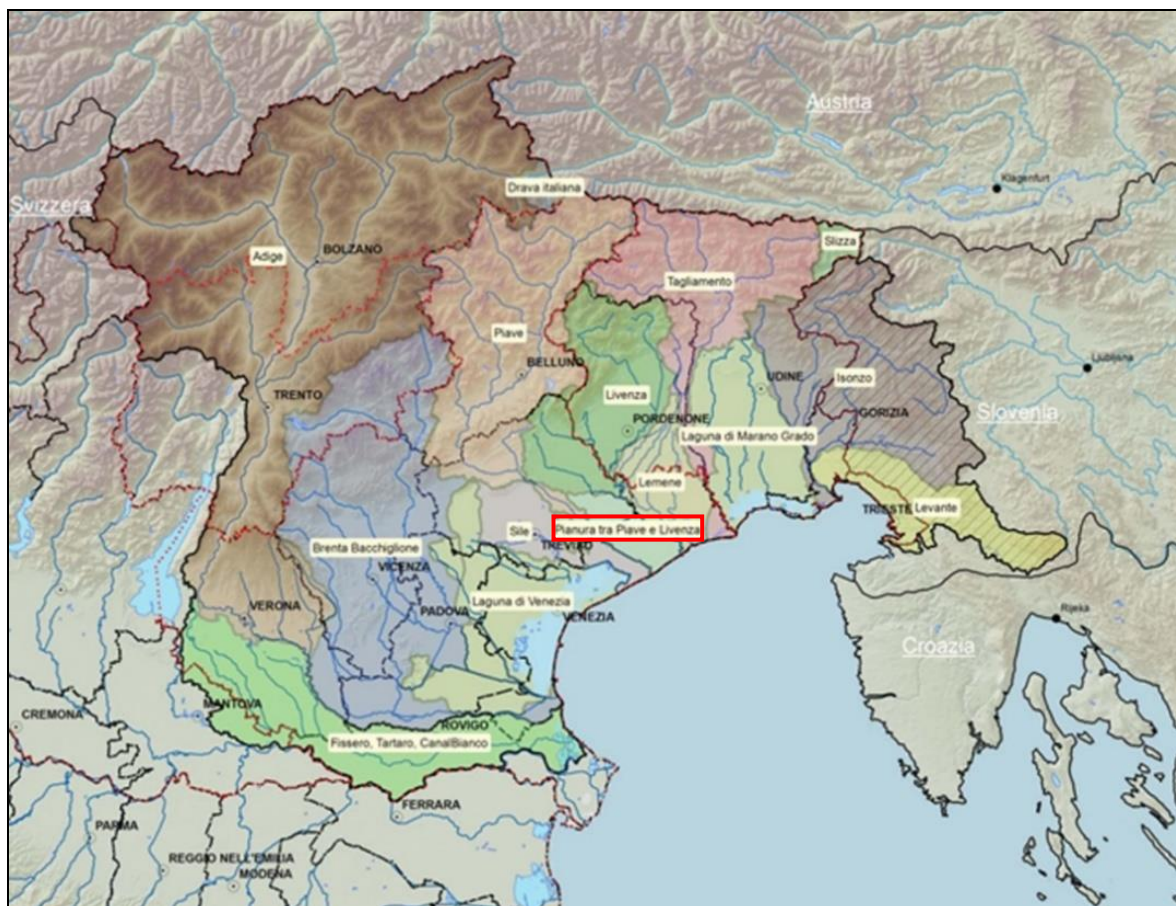 Austria
Klagenfurt
Drava italiana
Svizzera
Slizza
BOLZANO
Adige
Tagliamento
Piave
BELLUNO
Ljubljana
UDINE
Isonzo
TRENTO
Livenza
GORIZIA
Slovenia
PORDENONE
Laguna di Marano Grado
Lemene
TRIESTE
Levante
Sile
Pianura tra Piave e Livenza
TREVISO
Brenta Bacchiglione
VICENZA
Laguna di Venezia
VERONA
PADOVA
VENEZIA
Rijeka
Croazia
MANTOVA
CREMONA
ROVIGO
Fissero, Tartaro, CanalBianco
FERRARA
PARMA
REGGIO NELL'EMILIA
MODENA